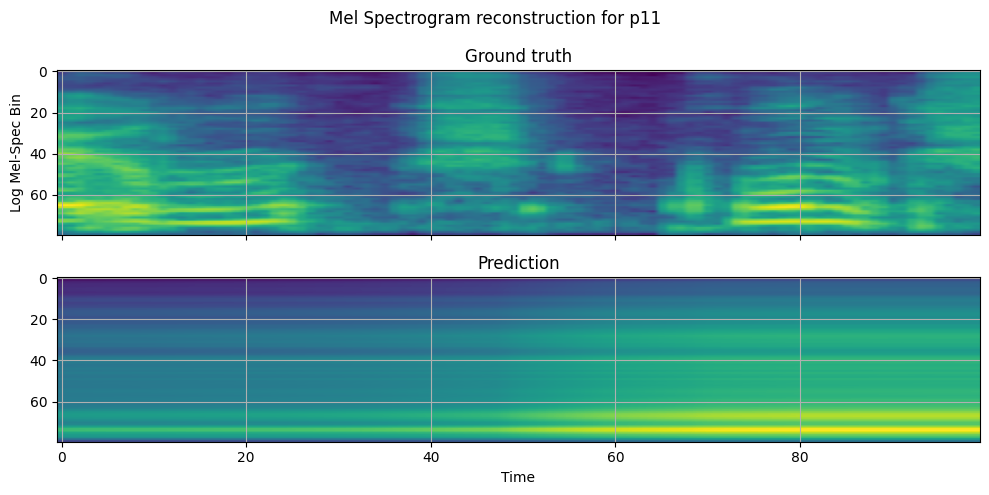 Mel Spectrogram reconstruction for p11
Ground truth
0
20
40
60
Log Mel-Spec Bin
Prediction
0
20
40
60
0 20 40 60 80
Time